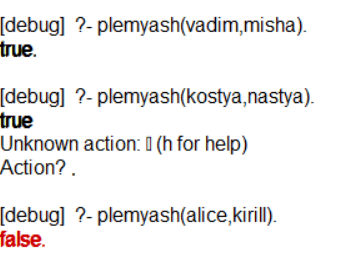 [debug] ?- plemyash(vadim,misha).
true.
[debug] ?- plemyash(kostya,nastya).
true
Unknown action: ▯ (h for help)
Action? .
[debug] ?- plemyash(alice,kirill).
false.